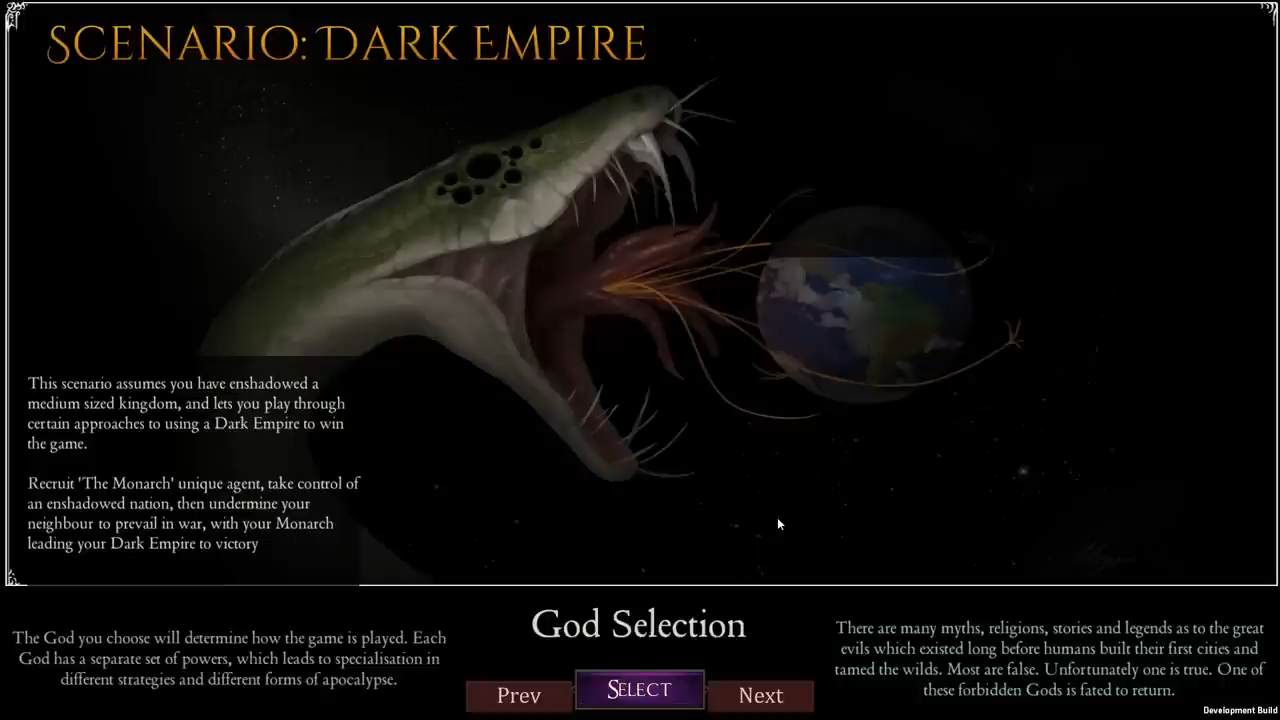 SCENARIO: DARK EMPIRE
This scenario assumes you have enshadowed a
medium sized kingdom, and lets you play through
certain approaches to using a Dark Empire to win
the game.
Recruit 'The Monarch' unique agent, take control of
an enshadowed nation, then undermine your
neighbour to prevail in war, with your Monarch
leading your Dark Empire to victory
God Selection
The God you choose will determine how the game is played. Each
God has a separate set of powers, which leads to specialisation in
different strategies and different forms of apocalypse.
Prev
SELECT
Next
There are many myths, religions, stories and legends as to the great
evils which existed long before humans built their first cities and
tamed the wilds. Most are false. Unfortunately one is true. One of
these forbidden Gods is fated to return.
Development Build